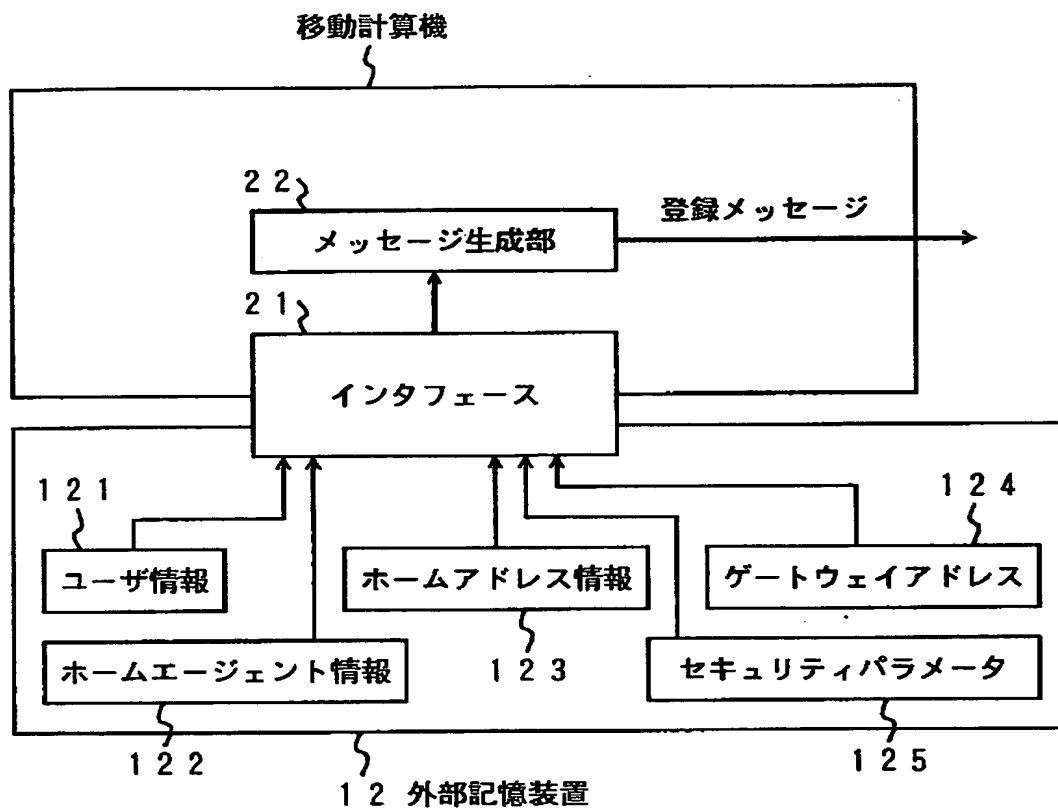 移動計算機
22
メッセージ生成部
登録メッセージ
21
インタフェース
121
ユーザ情報
ホームアドレス情報
123
124
ゲートウェイアドレス
ホームエージェント情報
122
セキュリティパラメータ
125
12 外部記憶装置